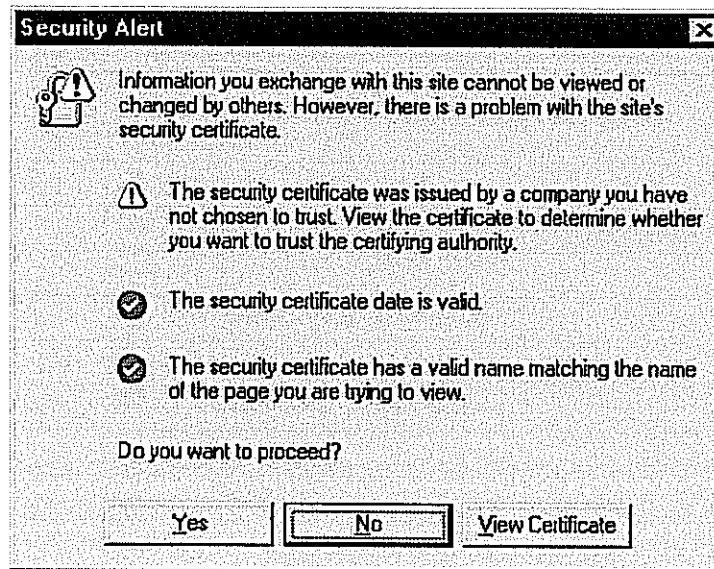 Security Alert
Information you exchange with this site cannot be viewed or
changed by others. However, there is a problem with the site's
security certificate.
The security certificate was issued by a company you have
not chosen to trust. View the certificate to determine whether
you want to trust the certifying authority.
The security certificate date is valid.
The security certificate has a valid name matching the name
of the page you are trying to view.
Do you want to proceed?
Yes
No
View Certificate